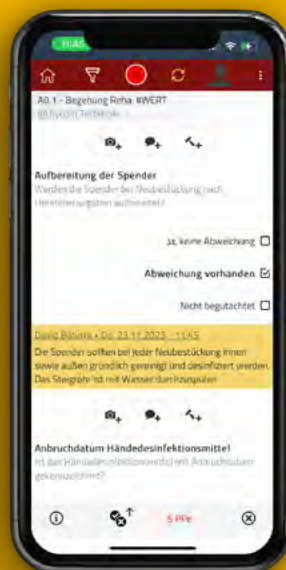 11:45
A0.1 - Begehung Reha: #WERT
Aufbereitung der Spender
Werden die Spender bei Neubestückung nach
Herstellerangaben aufbereitet?
Ja, keine Abweichung
Abweichung vorhanden
Nicht begutachtet
David • Do. 23.11.2023 - 11:45
Die Spender sollten bei jeder Neubestückung innen
sowie außen gründlich gereinigt und desinfiziert werden.
Das Steigrohr ist mit Wasser durchzuspülen
Anbruchdatum Händedesinfektionsmittel
Ist das Händedesinfektionsmittel mit Anbruchdatum
gekennzeichnet?
5 PPe